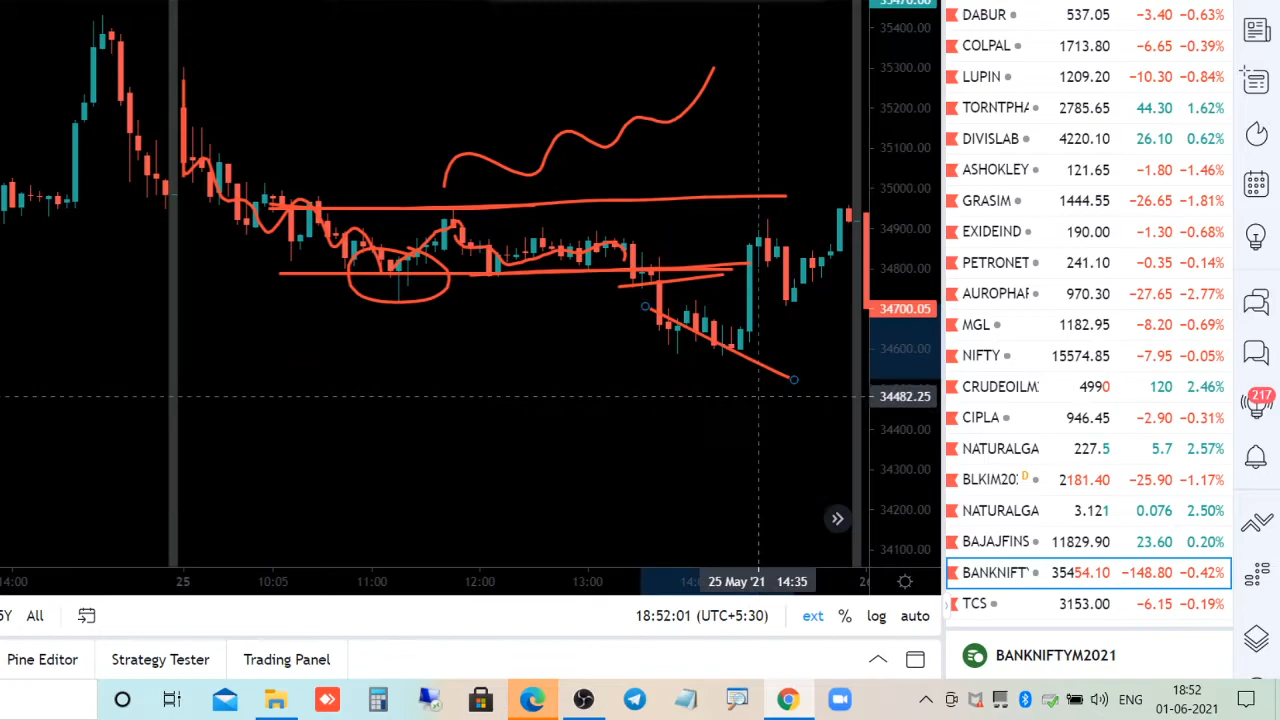 35470.00
35400.00
35300.00
35200.00
35100.00
35000.00
34900.00
34800.00
34700.05
34600.00
34482.25
34400.00
34300.00
34200.00
34100.00
14:00 25 10:05 11:00 12:00 13:00 25 May '21 14:35
5Y All 18:52:01 (UTC+5:30) ext % log auto
Pine Editor Strategy Tester Trading Panel
DABUR 537.05 −3.40 −0.63%
COLPAL 1713.80 −6.65 −0.39%
LUPIN 1209.20 −10.30 −0.84%
TORNTPHA 2785.65 44.30 1.62%
DIVISLAB 4220.10 26.10 0.62%
ASHOKLEY 121.65 −1.80 −1.46%
GRASIM 1444.55 −26.65 −1.81%
EXIDEIND 190.00 −1.30 −0.68%
PETRONET 241.10 −0.35 −0.14%
AUROPHAR 970.30 −27.65 −2.77%
MGL 1182.95 −8.20 −0.69%
NIFTY 15574.85 −7.95 −0.05%
CRUDEOILM 4990 120 2.46%
CIPLA 946.45 −2.90 −0.31%
NATURALGA 227.5 5.7 2.57%
BLKIM202 D 2181.40 −25.90 −1.17%
NATURALGA 3.121 0.076 2.50%
BAJAJFINS 11829.90 23.60 0.20%
BANKNIFTY 35454.10 −148.80 −0.42%
TCS 3153.00 −6.15 −0.19%
BANKNIFTYM2021
217
ENG
18:52
01-06-2021